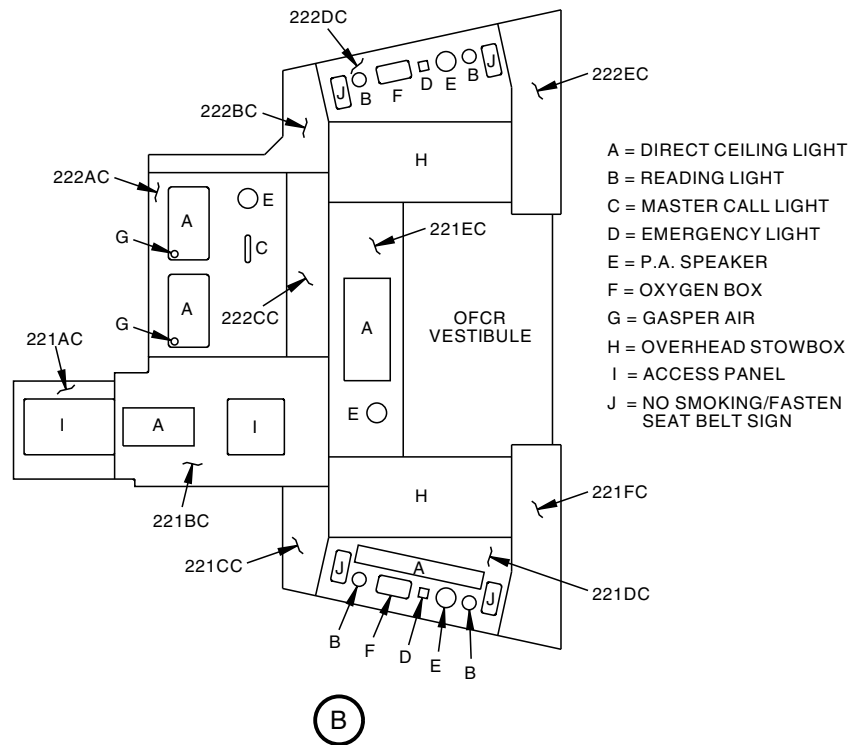 222DC
222EC
J
B
F
D
E
B
J
222BC
H
A = DIRECT CEILING LIGHT
B = READING LIGHT
C = MASTER CALL LIGHT
D = EMERGENCY LIGHT
E = P.A. SPEAKER
F = OXYGEN BOX
G = GASPER AIR
H = OVERHEAD STOWBOX
I = ACCESS PANEL
J = NO SMOKING/FASTEN
SEAT BELT SIGN
222AC
A
E
G
C
221EC
A
222CC
A
OFCR
VESTIBULE
G
221AC
I
A
I
E
221BC
H
221FC
221CC
J
A
J
221DC
B
F
D
E
B
B